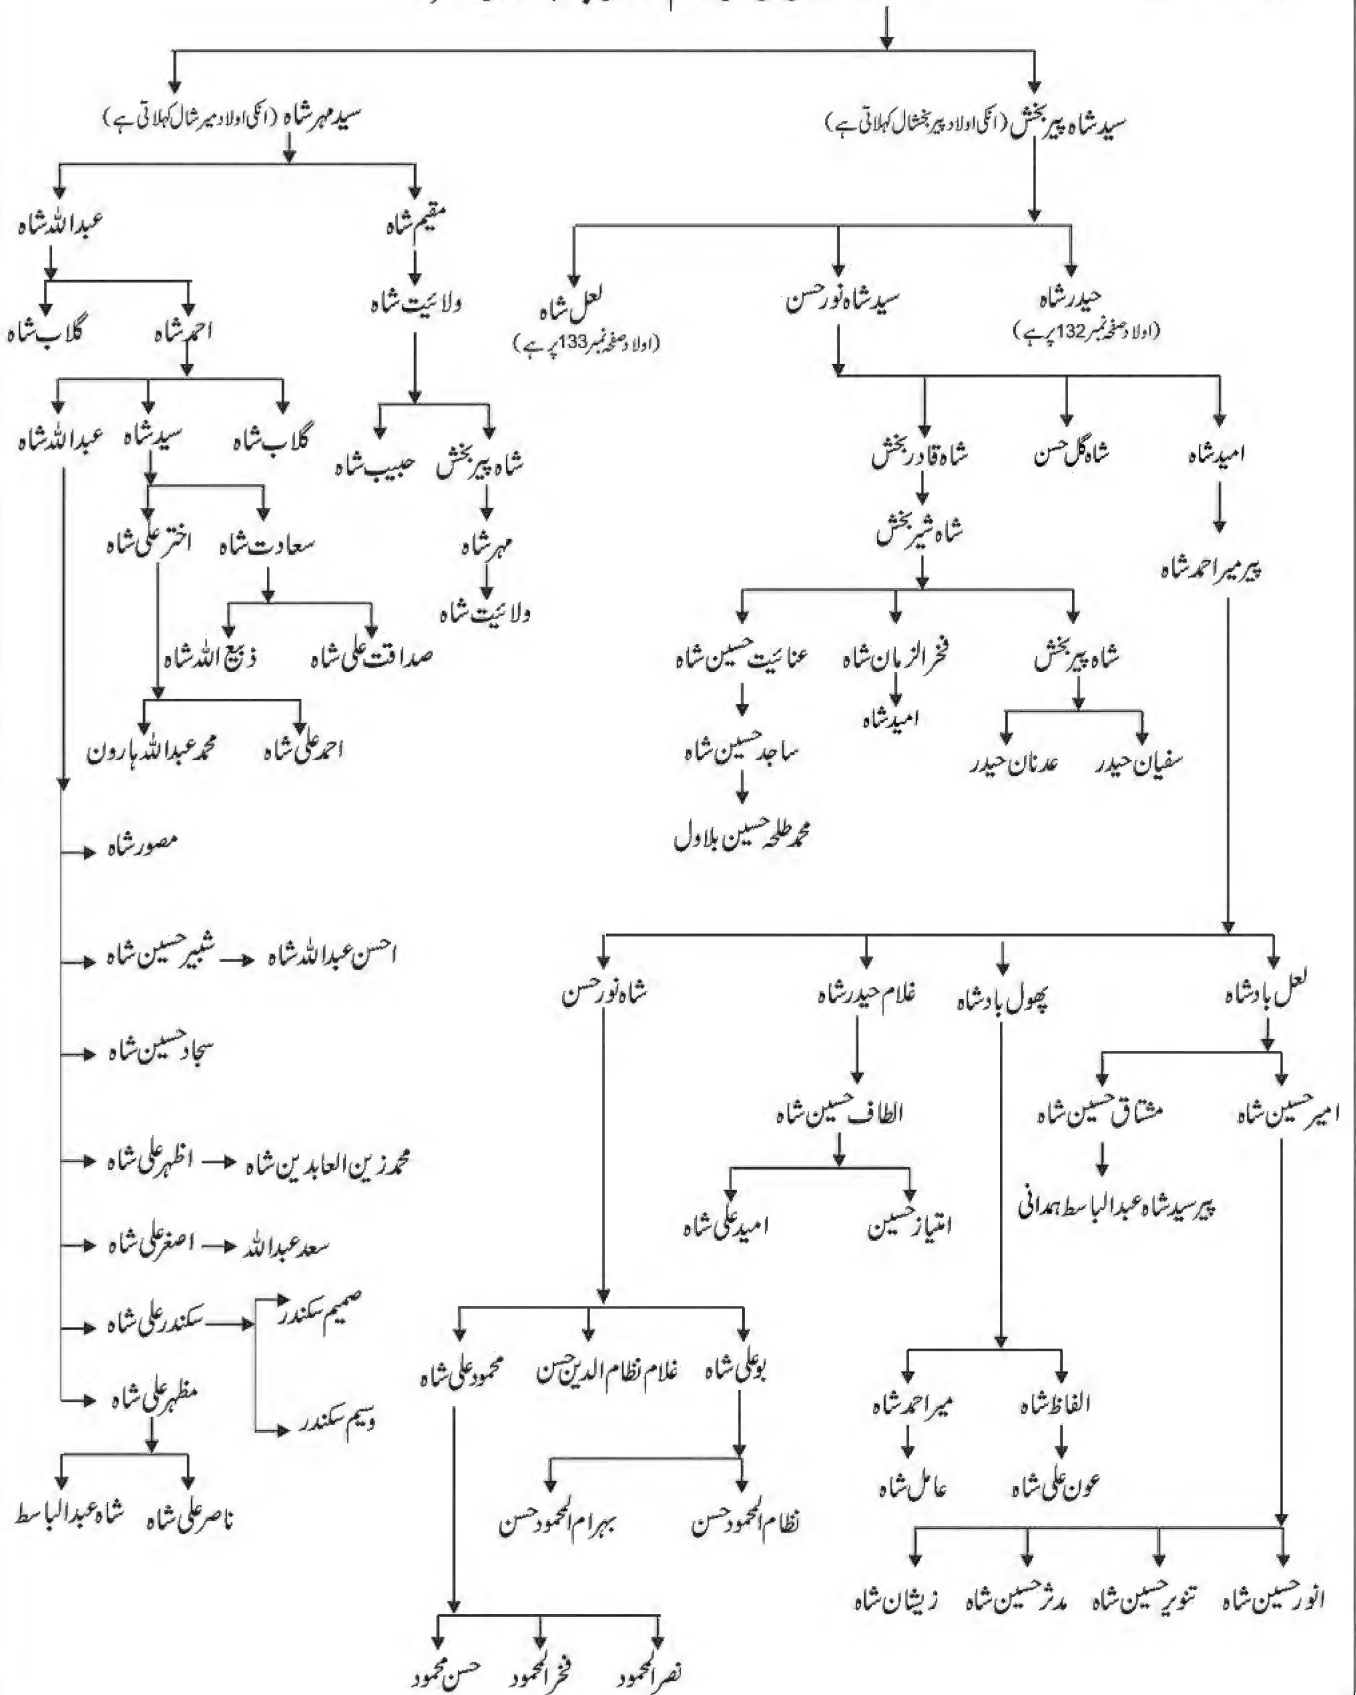 سید شاہ پیر بخش (انکی اولاد پیر بخشال کہلاتی ہے)
سید مہر شاہ (انکی اولاد میر شال کہلاتی ہے)
حیدر شاہ
(اولاد صفحہ نمبر 132 پر ہے)
سید شاہ نور حسن
لعل شاہ
(اولاد صفحہ نمبر 133 پر ہے)
امید شاہ
شاہ گل حسن
شاہ قادر بخش
پیر میر احمد شاہ
شاہ شیر بخش
شاہ پیر بخش
فخر الزمان شاہ
عنائیت حسین شاہ
سفیان حیدر
عدنان حیدر
امید شاہ
ساجد حسین شاہ
محمد طلحہ حسین بلاول
لعل بادشاہ
پھول بادشاہ
غلام حیدر شاہ
شاہ نور حسن
امیر حسین شاہ
مشتاق حسین شاہ
پیر سید شاہ عبدالباسط ہمدانی
الطاف حسین شاہ
امتیاز حسین
امید علی شاہ
الفاظ شاہ
میر احمد شاہ
عون علی شاہ
عامل شاہ
انور حسین شاہ
تنویر حسین شاہ
مدثر حسین شاہ
زیشان شاہ
بو علی شاہ
غلام نظام الدین حسن
محمود علی شاہ
نظام المحمود حسن
بہرام المحمود حسن
نصر المحمود
فخر المحمود
حسن محمود
مقیم شاہ
عبداللہ شاہ
ولائیت شاہ
شاہ پیر بخش
حبیب شاہ
مہر شاہ
ولائیت شاہ
احمد شاہ
گلاب شاہ
گلاب شاہ
سید شاہ
عبداللہ شاہ
سعادت شاہ
اختر علی شاہ
صداقت علی شاہ
ذبیع اللہ شاہ
احمد علی شاہ
محمد عبداللہ ہارون
مصور شاہ
شبیر حسین شاہ
احسن عبداللہ شاہ
سجاد حسین شاہ
اظہر علی شاہ
محمد زین العابدین شاہ
اصغر علی شاہ
سعد عبداللہ
سکندر علی شاہ
صمیم سکندر
وسیم سکندر
مظہر علی شاہ
ناصر علی شاہ
شاہ عبدالباسط